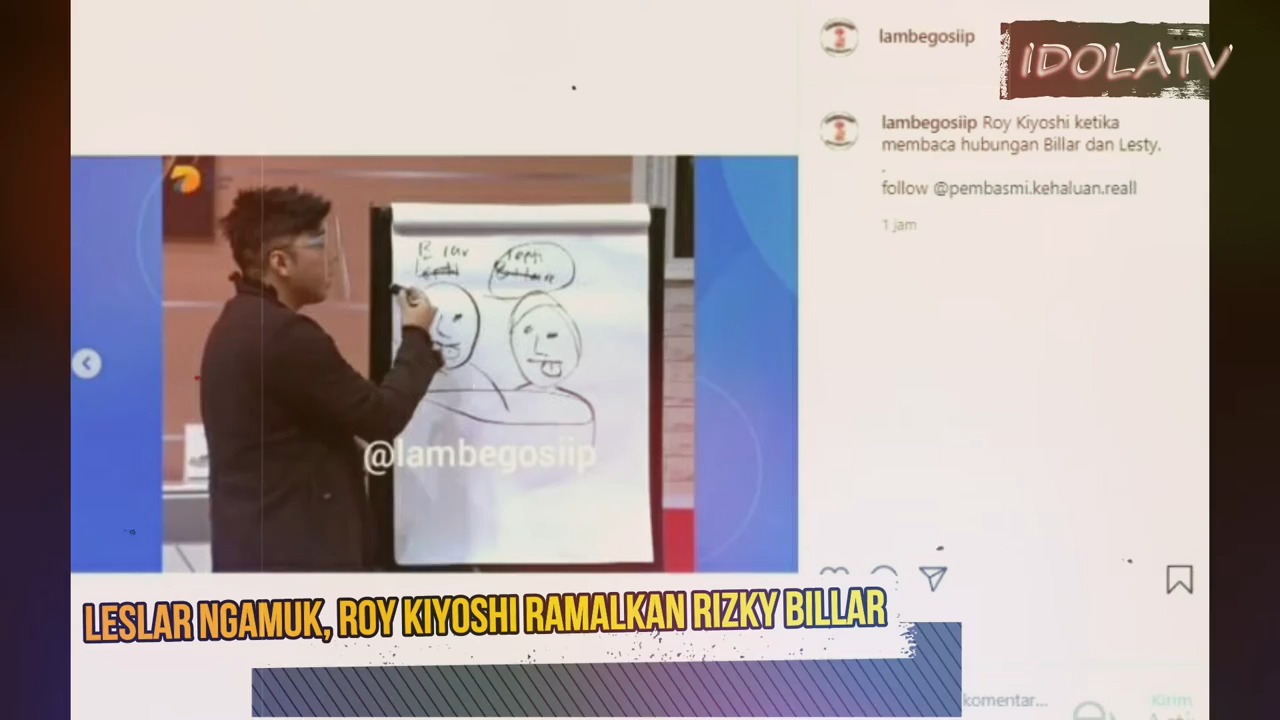 lambegosiip
IDOLATV
lambegosiip Roy Kiyoshi ketika
membaca hubungan Billar dan Lesty.
.
follow @pembasmi.kehaluan.reall
1 jam
@lambegosiip
LESLAR NGAMUK, ROY KIYOSHI RAMALKAN RIZKY BILLAR
komentar...
Kirim